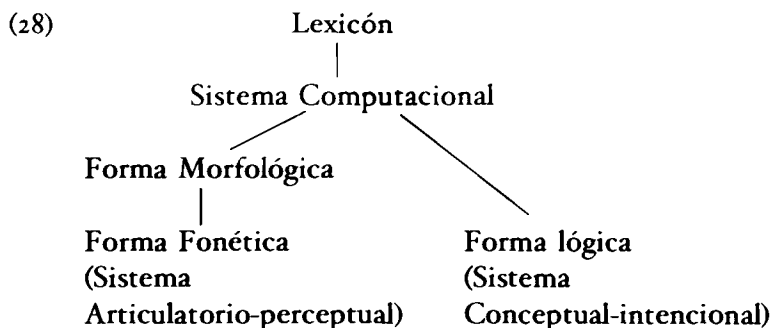 (28) Lexicón
Sistema Computacional
Forma Morfológica
Forma Fonética
(Sistema
Articulatorio-perceptual)
Forma lógica
(Sistema
Conceptual-intencional)